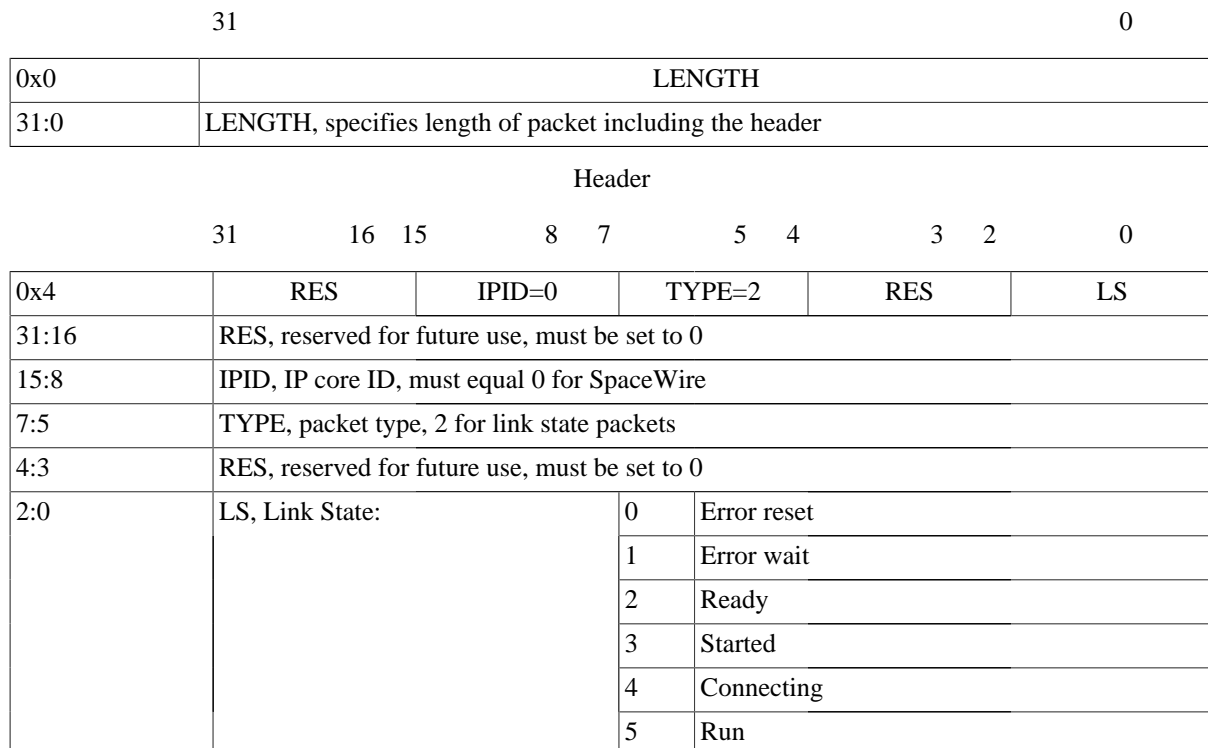 31 0
0x0 LENGTH
31:0 LENGTH, specifies length of packet including the header
Header
31 16 15 8 7 5 4 3 2 0
0x4 RES IPID=0 TYPE=2 RES LS
31:16 RES, reserved for future use, must be set to 0
15:8 IPID, IP core ID, must equal 0 for SpaceWire
7:5 TYPE, packet type, 2 for link state packets
4:3 RES, reserved for future use, must be set to 0
2:0 LS, Link State: 0 Error reset
1 Error wait
2 Ready
3 Started
4 Connecting
5 Run